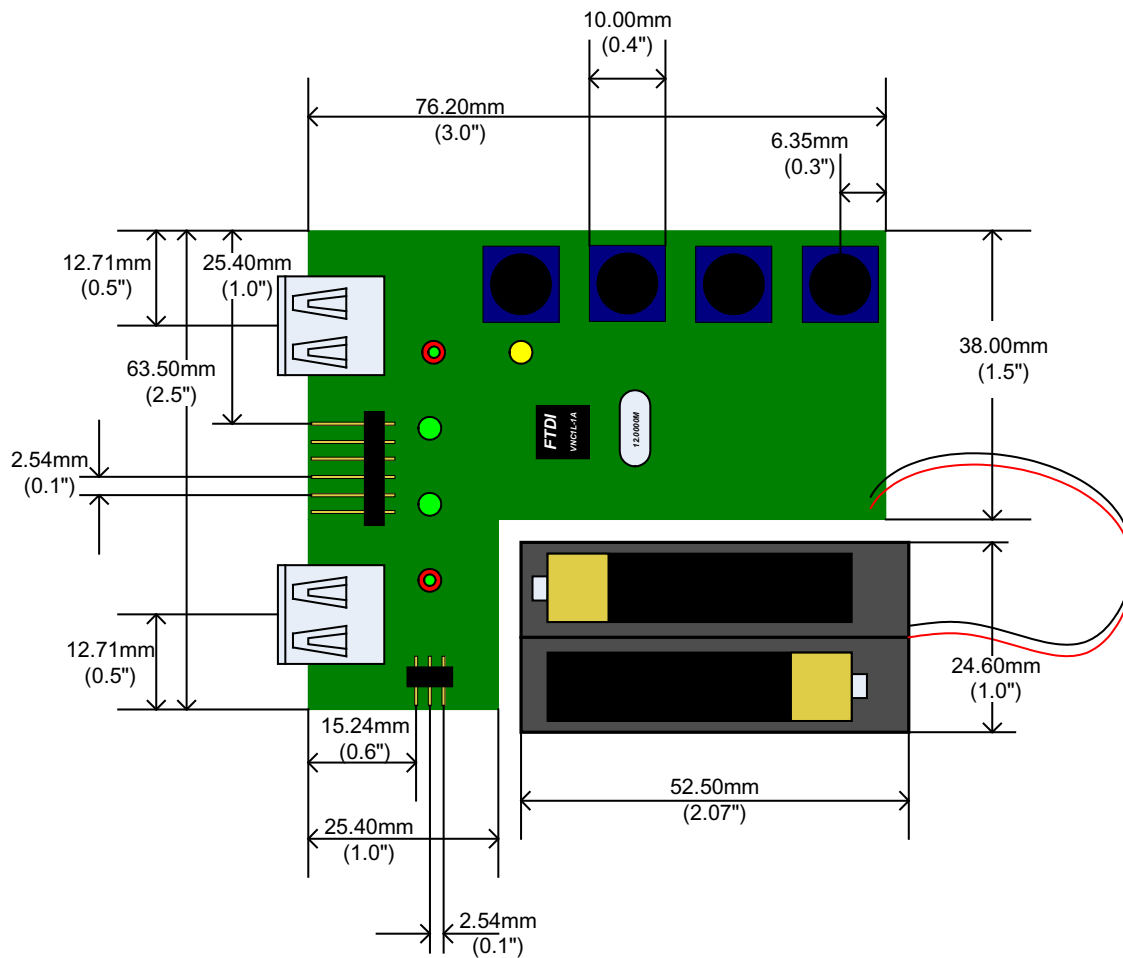 10.00mm
(0.4")
76.20mm
(3.0")
6.35mm
(0.3")
12.71mm
(0.5")
25.40mm
(1.0")
63.50mm
(2.5")
38.00mm
(1.5")
FTDI
VNC1L-1A
12.0000M
2.54mm
(0.1")
12.71mm
(0.5")
24.60mm
(1.0")
15.24mm
(0.6")
52.50mm
(2.07")
25.40mm
(1.0")
2.54mm
(0.1")